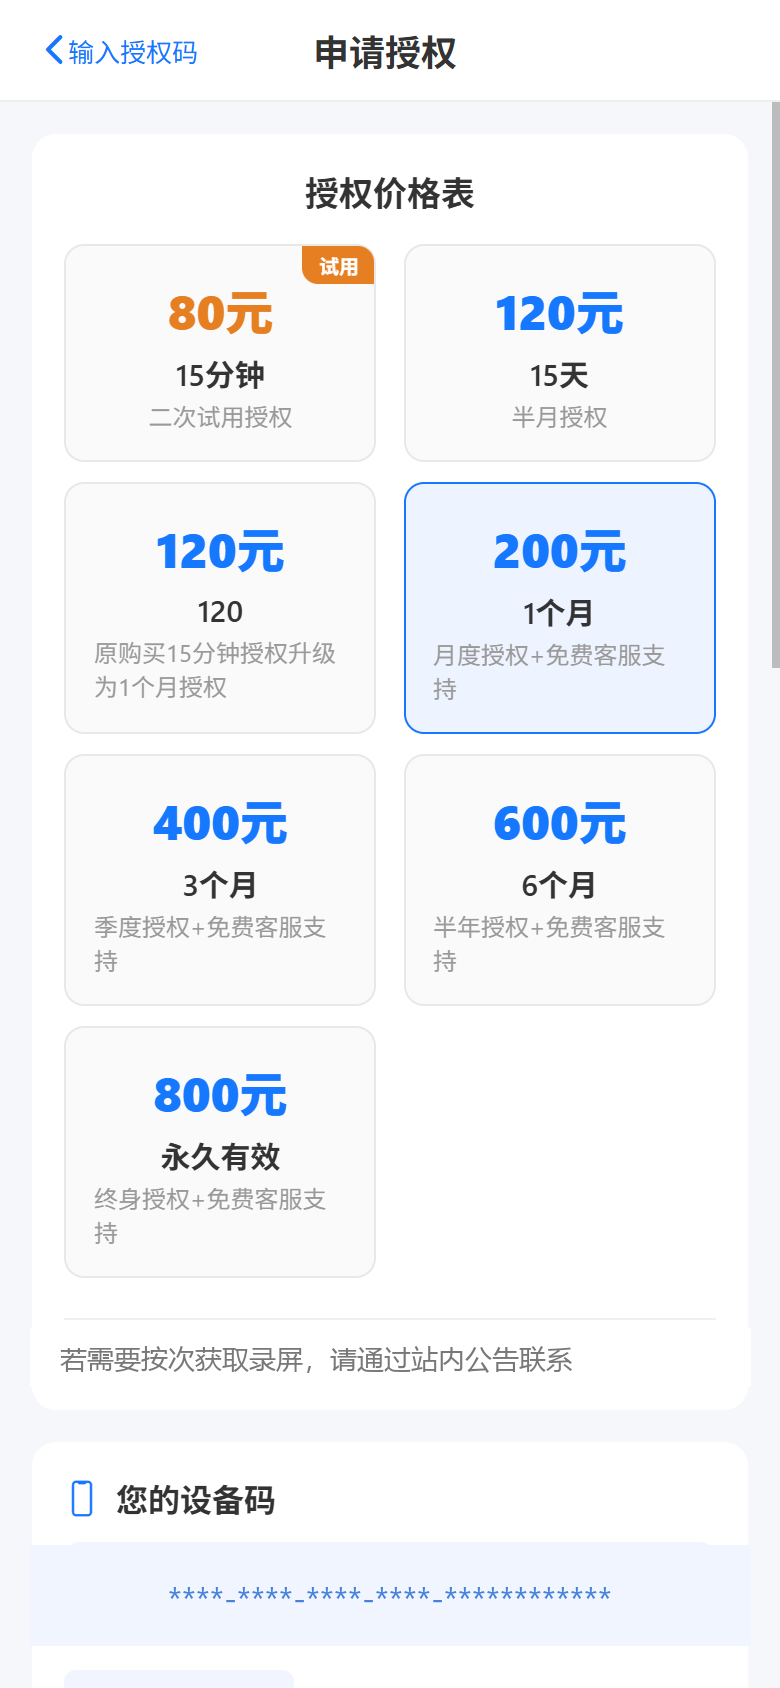 输入授权码
申请授权
授权价格表
试用
80元
15分钟
二次试用授权
120元
15天
半月授权
120元
120
原购买15分钟授权升级
为1个月授权
200元
1个月
月度授权+免费客服支
持
400元
3个月
季度授权+免费客服支
持
600元
6个月
半年授权+免费客服支
持
800元
永久有效
终身授权+免费客服支
持
若需要按次获取录屏，请通过站内公告联系
您的设备码
****-****-****-****-************